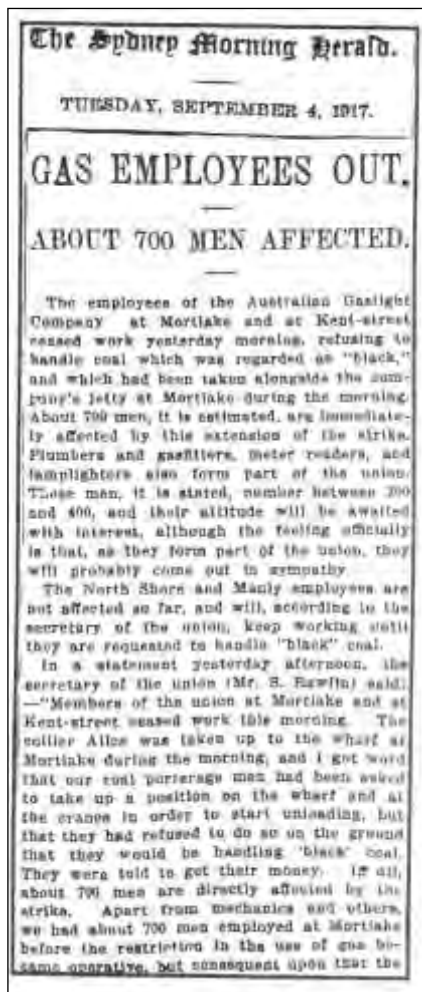 The Sydney Morning Herald.
TUESDAY, SEPTEMBER 4, 1917.
GAS EMPLOYEES OUT.
ABOUT 700 MEN AFFECTED.
The employees of the Australian Gaslight
Company at Mortlake and at Kent-street
ceased work yesterday morning, refusing to
handle coal which was regarded as "black,"
and which had been taken alongside the com-
pany's jetty at Mortlake during the morning.
About 700 men, it is estimated, are immediate-
ly affected by this extension of the strike.
Plumbers and gasfitters, meter readers, and
lamplighters also form part of the union.
These men, it is stated, number between
and 400, and their attitude will be awaited
with interest, although the feeling officially
is that, as they form part of the union, they
will probably come out in sympathy
The North Shore and Manly employees are
not affected so far, and will, according to the
secretary of the union, keep working until
they are requested to handle "black" coal.
In a statement yesterday afternoon, the
secretary of the union (Mr. S. ) said:
—"Members of the union at Mortlake and at
Kent-street ceased work this morning. The
collier Alice was taken up to the wharf at
Mortlake during the morning, and I got word
that our coal porterage men had been asked
to take up a position on the wharf and at
the cranes in order to start unloading, but
that they had refused to do so on the ground
that they would be handling 'black' coal.
They were told to get their money. In all,
about 700 men are directly affected by the
strike. Apart from mechanics and others,
we had about 700 men employed at Mortlake
before the restriction in the use of gas be-
came operative, but consequent upon that the